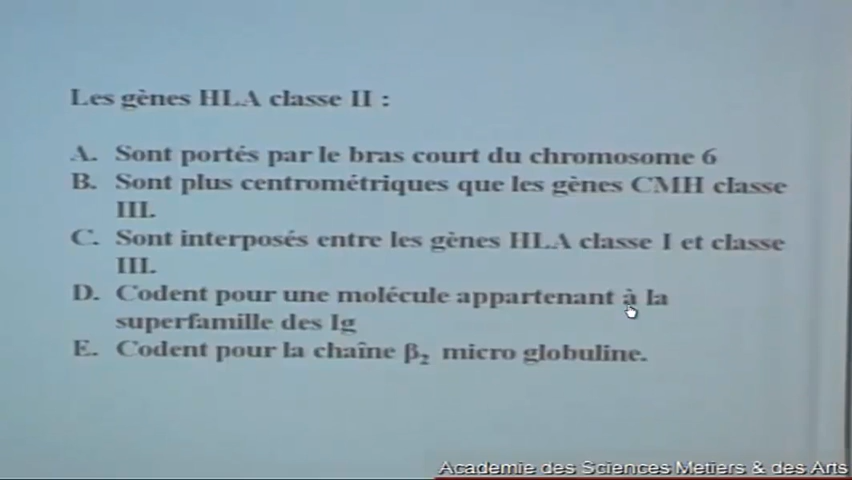 Les gènes HLA classe II :
A. Sont portés par le bras court du chromosome 6
B. Sont plus centrométriques que les gènes CMH classe
III.
C. Sont interposés entre les gènes HLA classe I et classe
III.
D. Codent pour une molécule appartenant à la
superfamille des Ig
E. Codent pour la chaîne β₂ micro globuline.
Academie des Sciences Metiers & des Arts